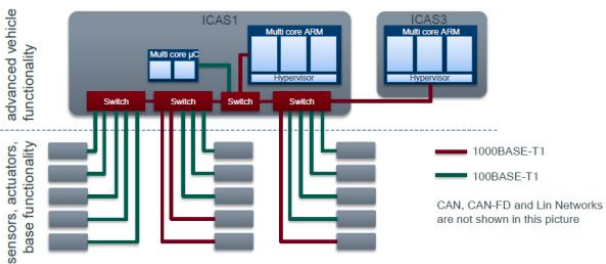 ICAS1
ICAS3
advanced vehicle
functionality
Multi core µC
Multi core ARM
Hypervisor
Multi core ARM
Hypervisor
Switch
Switch
Switch
Switch
sensors, actuators,
base functionality
1000BASE-T1
100BASE-T1
CAN, CAN-FD and Lin Networks
are not shown in this picture